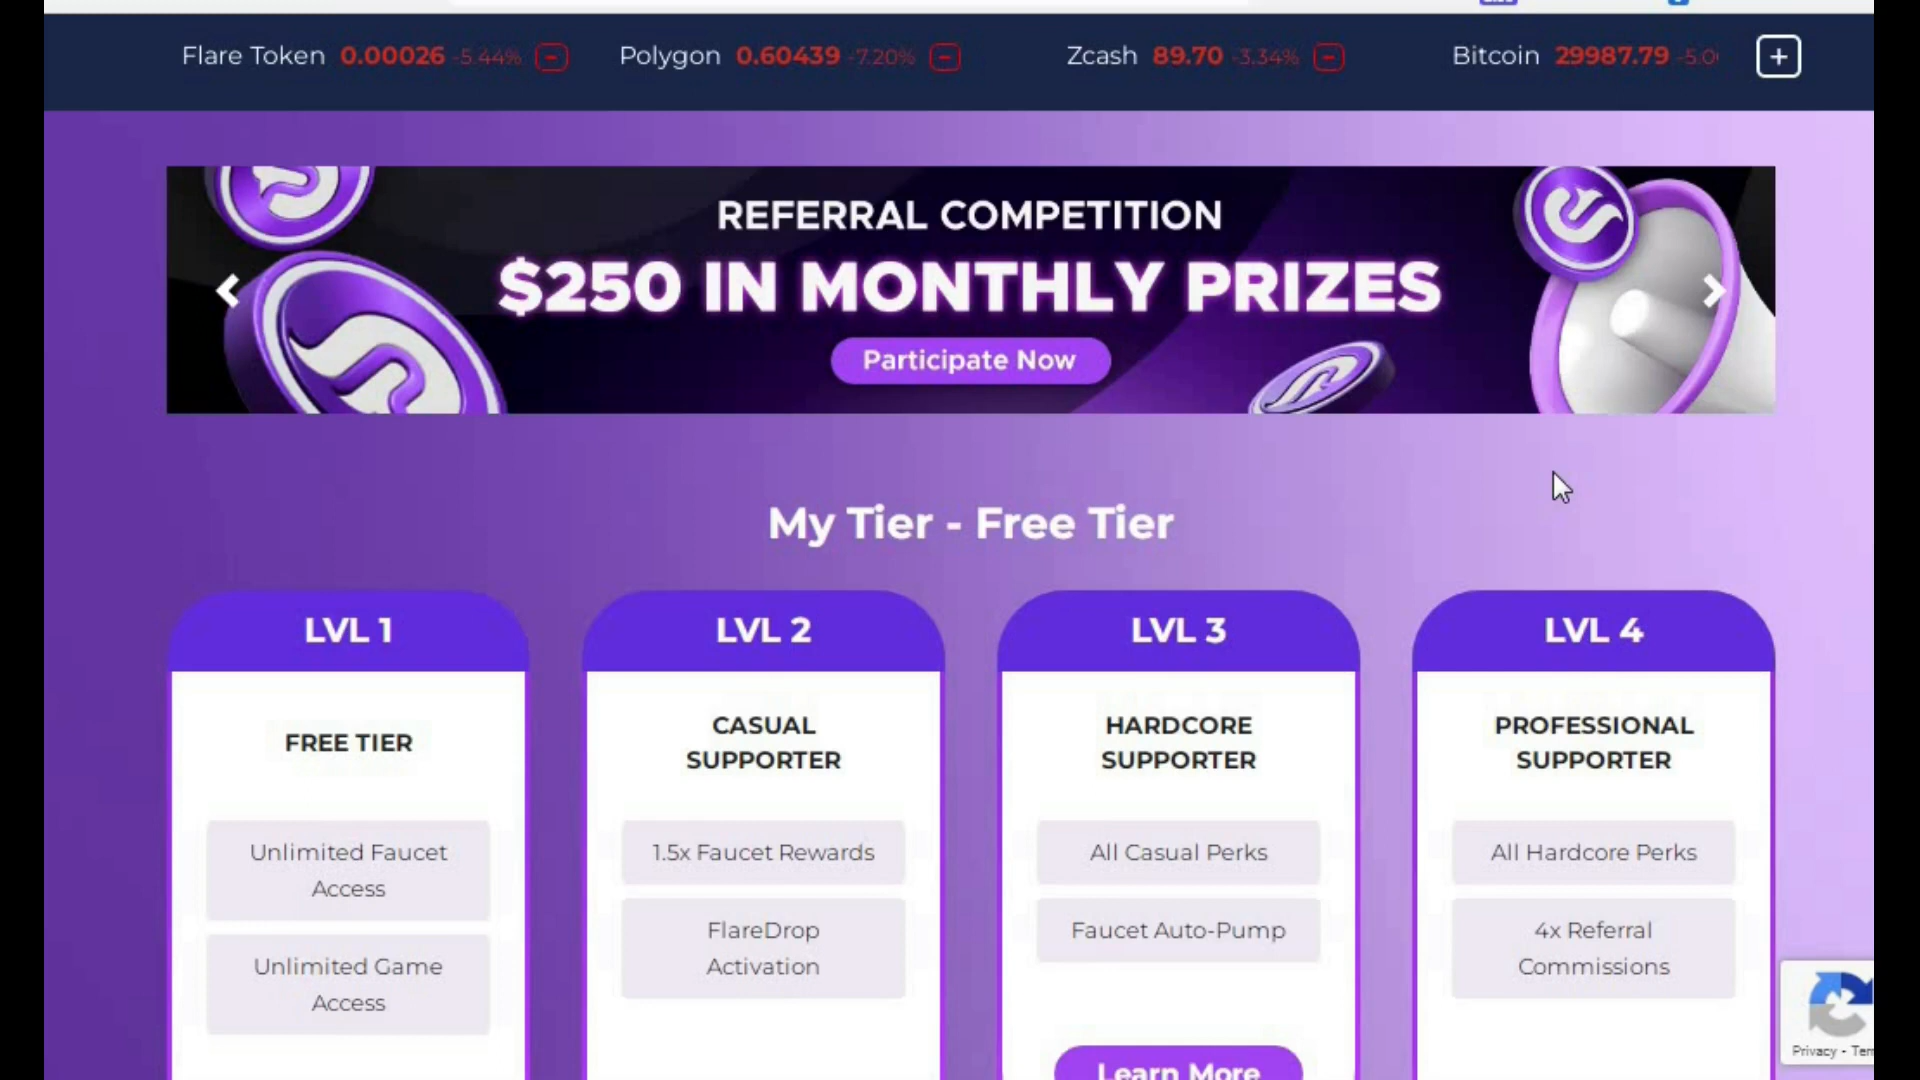 Flare Token 0.00026 -5.44% Polygon 0.60439 -7.20% Zcash 89.70 -3.34% Bitcoin 29987.79
REFERRAL COMPETITION
$250 IN MONTHLY PRIZES
Participate Now
My Tier - Free Tier
LVL 1
FREE TIER
Unlimited Faucet
Access
Unlimited Game
Access
LVL 2
CASUAL
SUPPORTER
1.5x Faucet Rewards
FlareDrop
Activation
LVL 3
HARDCORE
SUPPORTER
All Casual Perks
Faucet Auto-Pump
Learn More
LVL 4
PROFESSIONAL
SUPPORTER
All Hardcore Perks
4x Referral
Commissions
Privacy -